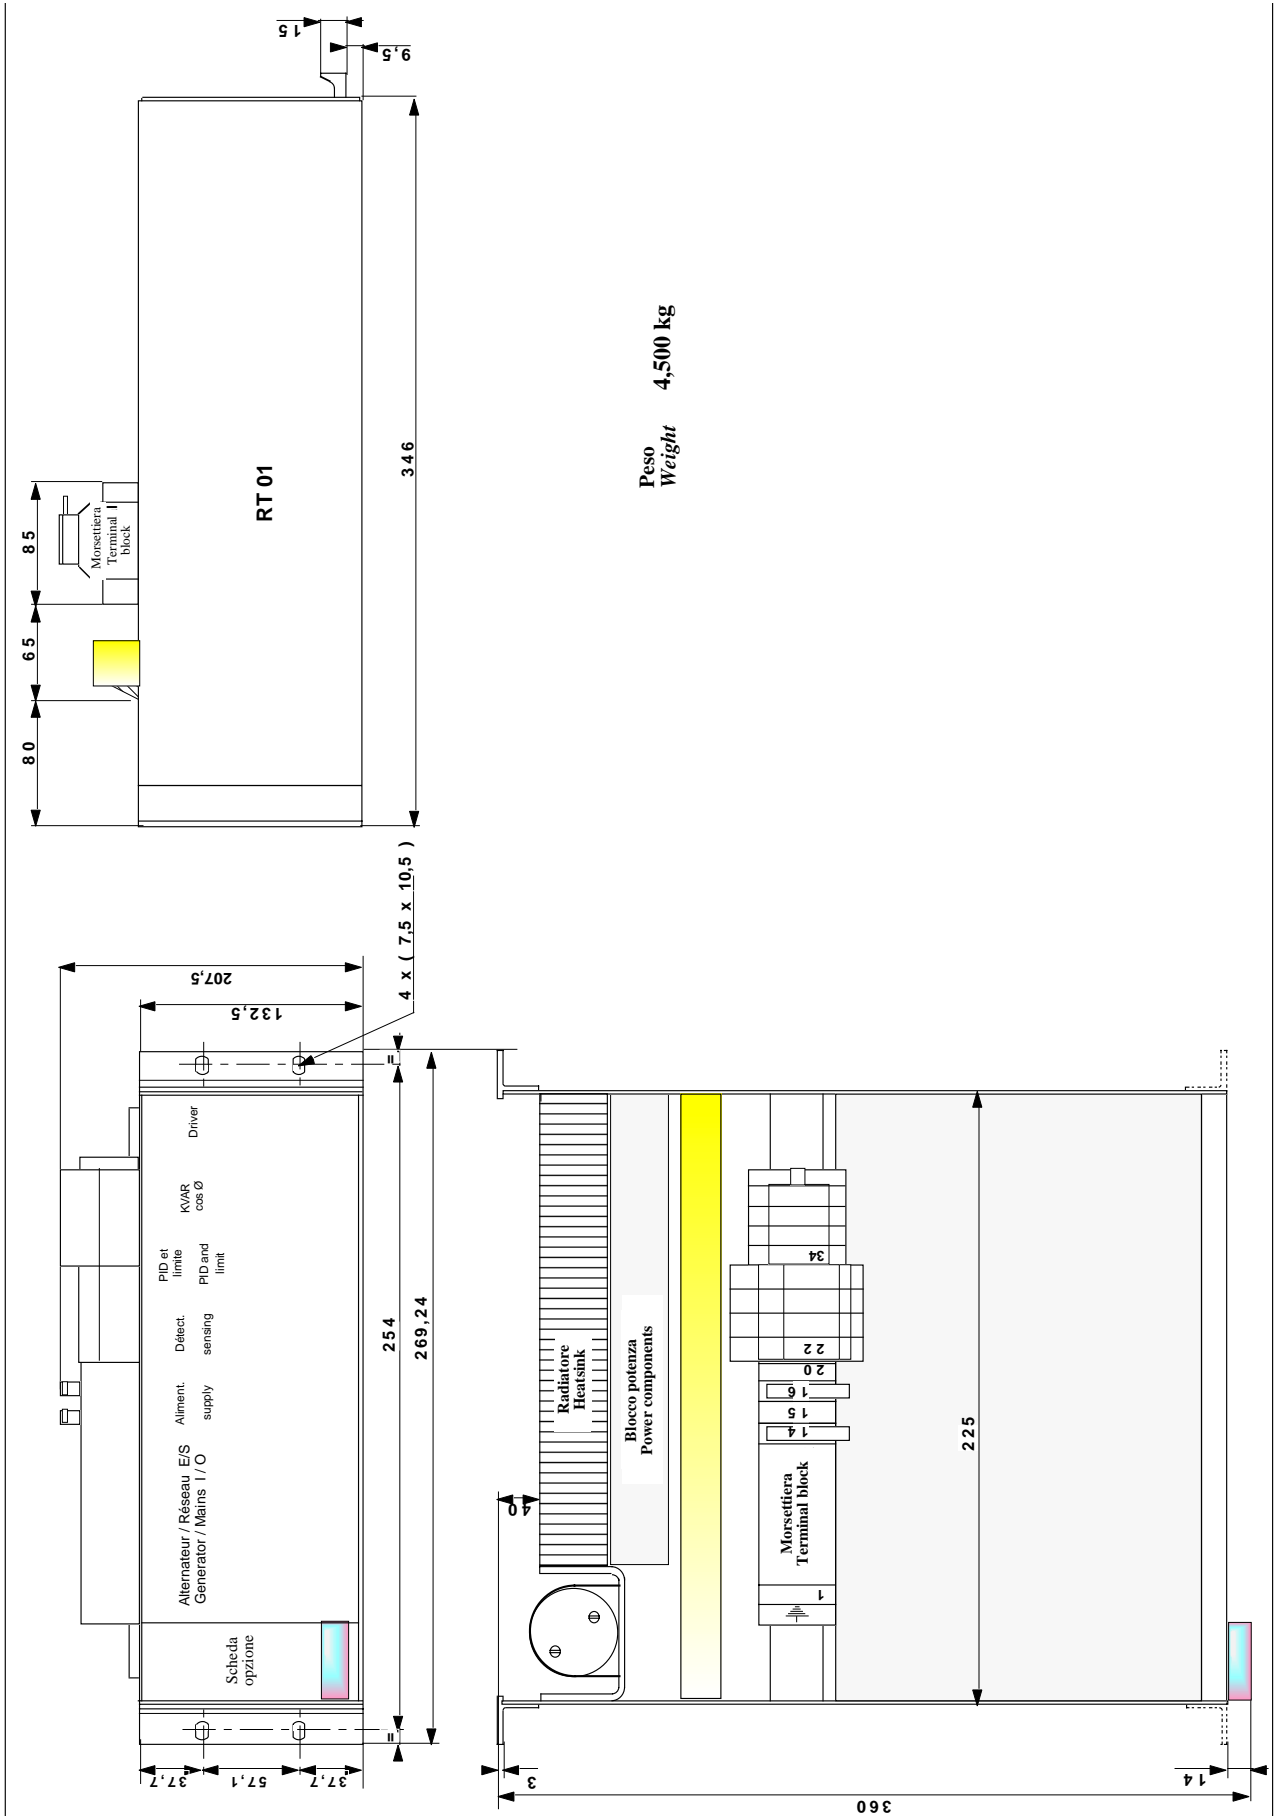 15
9,5
346
RT 01
Morsettiera
Terminal
block
85
65
80
Peso
Weight 4,500 kg
4 x ( 7,5 x 10,5 )
207,5
132,5
=
254
269,24
=
Driver
KVAR
cos Ø
PID et
limite
PID and
limit
Détect.
sensing
Aliment.
supply
Alternateur / Réseau E/S
Generator / Mains I / O
Scheda
opzione
37,7
57,1
37,7
Radiatore
Heatsink
Blocco potenza
Power components
40
34
22
20
16
15
14
Morsettiera
Terminal block
1
225
3
360
14